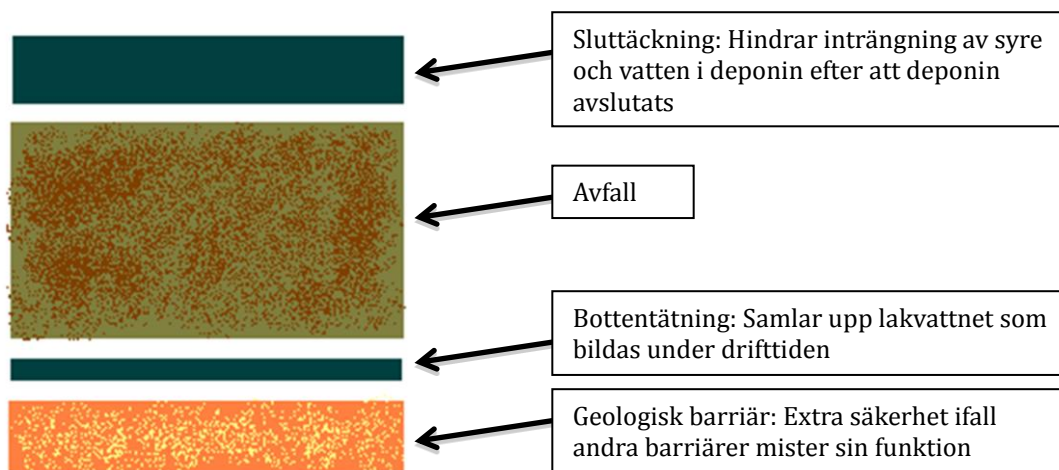 Sluttäckning: Hindrar inträngning av syre
och vatten i deponin efter att deponin
avslutats
Avfall
Bottentätning: Samlar upp lakvattnet som
bildas under drifttiden
Geologisk barriär: Extra säkerhet ifall
andra barriärer mister sin funktion